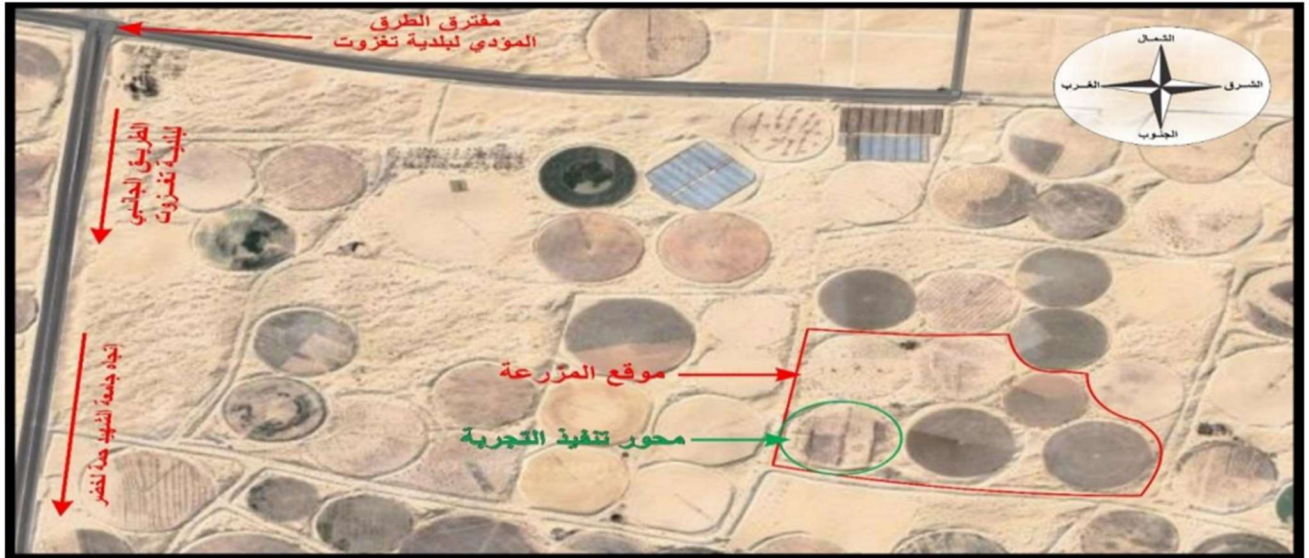 مفترق الطرق
المؤدي لبلدية تغزوت
الشمال
الشرق
الغرب
الجنوب
الطريق الجانبي
لبلدية تغزوت
موقع المزرعة
محور تنفيذ التجربة
إتجاه جامعة الشهيد حمة لخضر